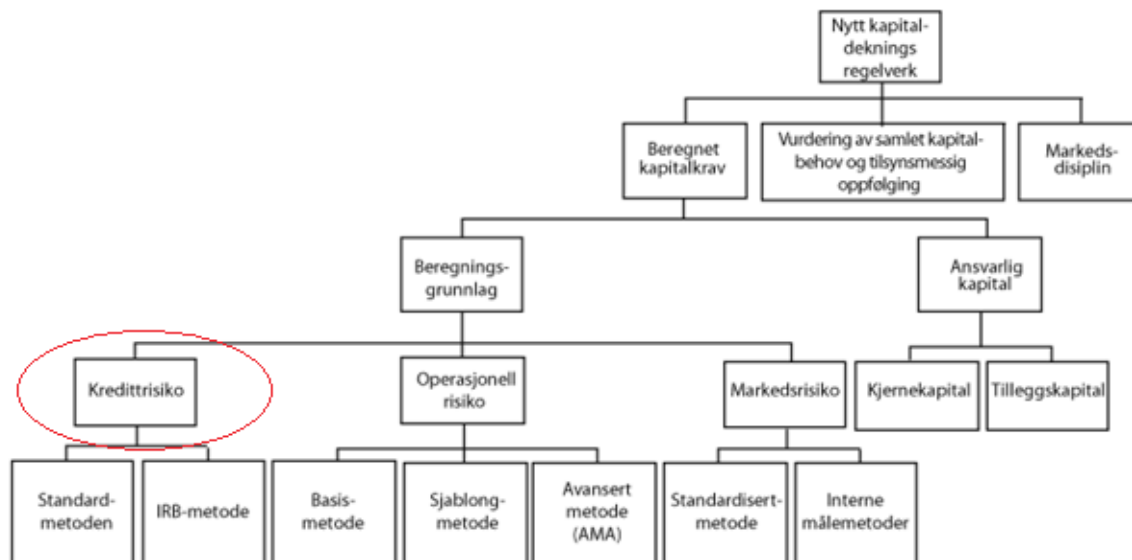 Nytt kapital-
deknings
regelverk
Beregnet
kapitalkrav
Vurdering av samlet kapital-
behov og tilsynsmessig
oppfølging
Markeds-
disiplin
Beregnings-
grunnlag
Ansvarlig
kapital
Kredittrisiko
Operasjonell
risiko
Markedsrisiko
Kjernekapital
Tilleggskapital
Standard-
metoden
IRB-metode
Basis-
metode
Sjablong-
metode
Avansert
metode
(AMA)
Standardisert-
metode
Interne
målemetoder